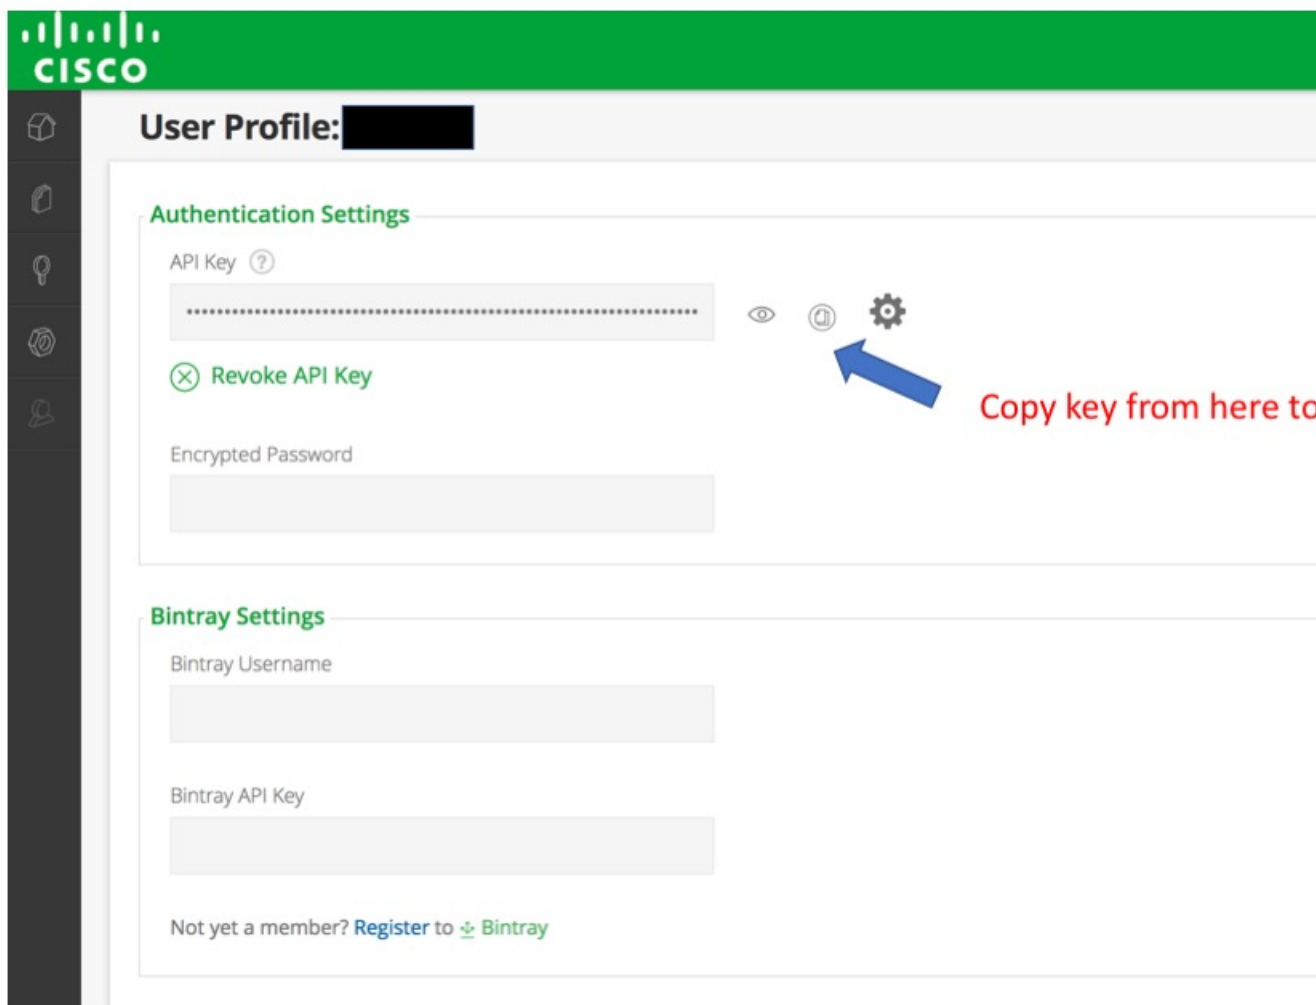 CISCO
User Profile:
Authentication Settings
API Key ?
Revoke API Key
Copy key from here to
Encrypted Password
Bintray Settings
Bintray Username
Bintray API Key
Not yet a member? Register to Bintray